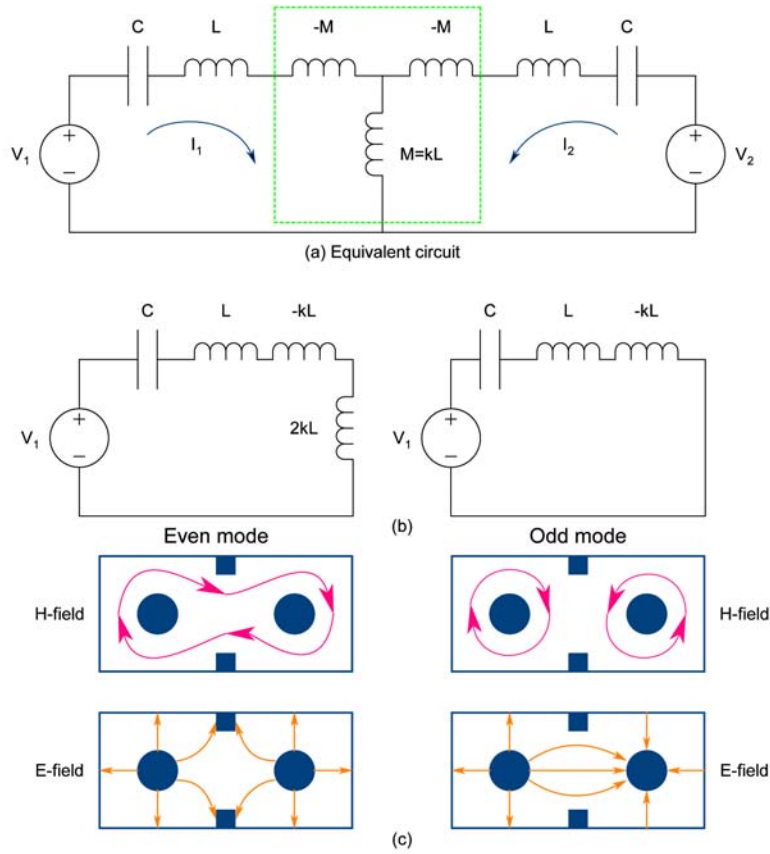 C L -M -M L C
+ +
V1 I1 M=kL I2 V2
− −
(a) Equivalent circuit
C L -kL C L -kL
+ +
V1 2kL V1
− −
(b)
Even mode Odd mode
H-field H-field
E-field E-field
(c)